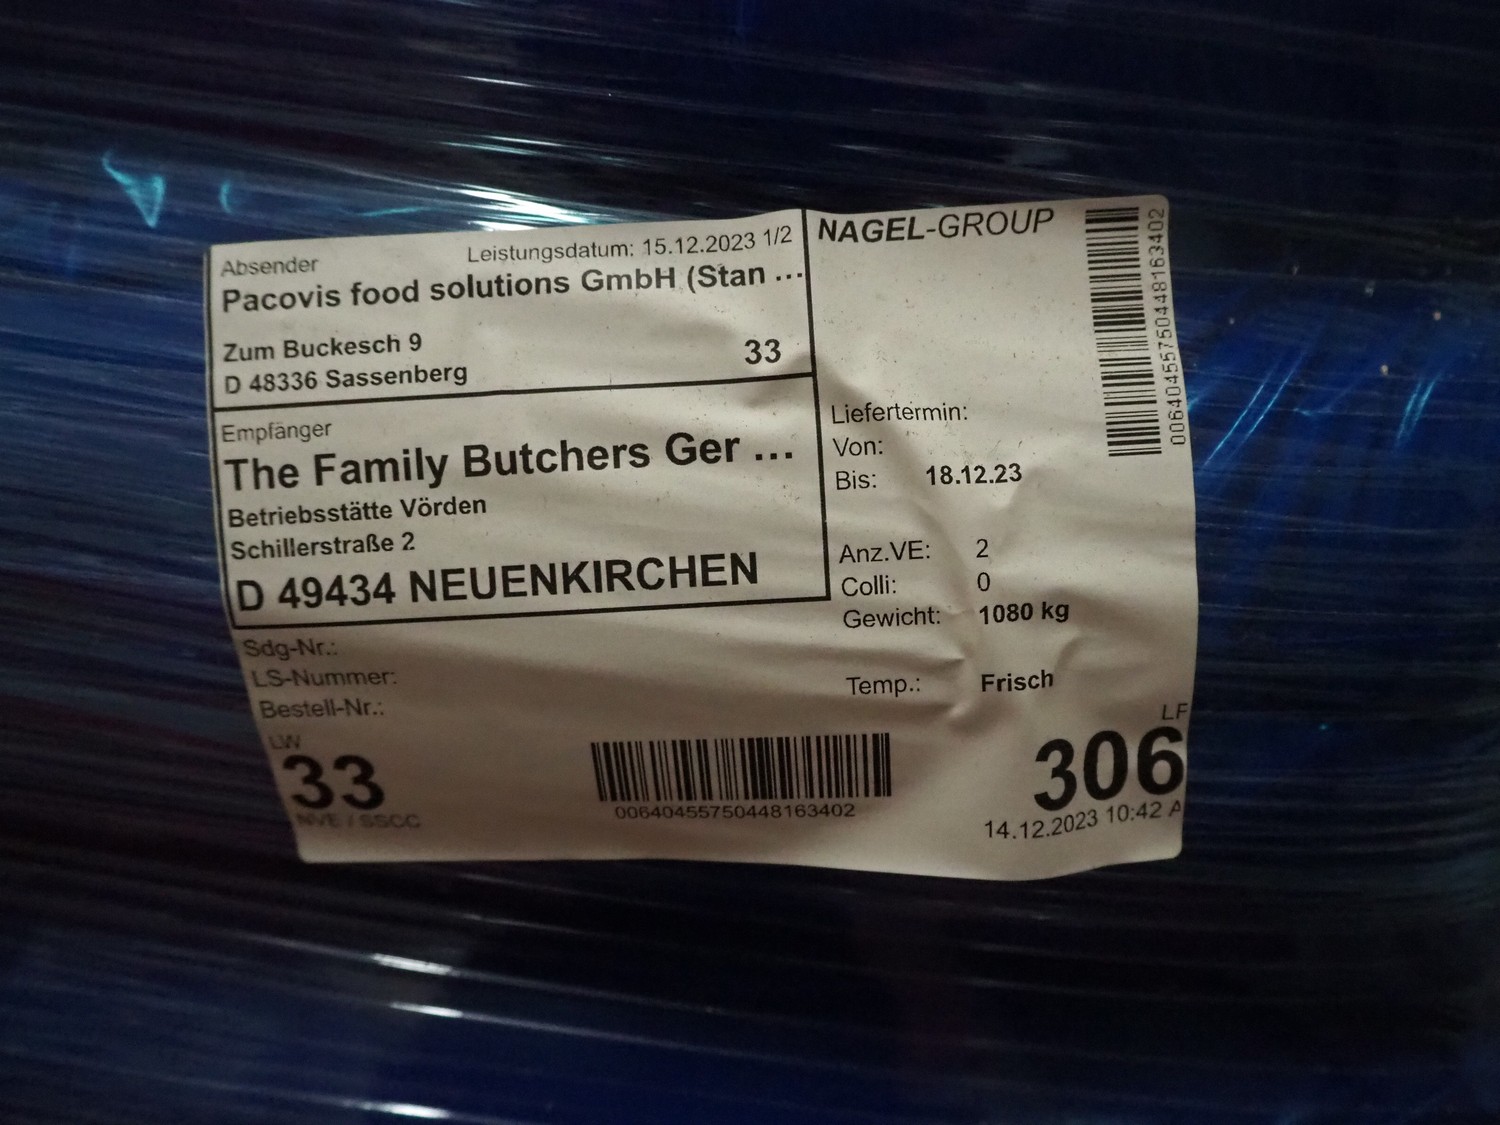 Absender
Leistungsdatum: 15.12.2023 1/2
Pacovis food solutions GmbH (Stan ...
Zum Buckesch 9
D 48336 Sassenberg
33
Empfänger
The Family Butchers Ger ...
Betriebsstätte Vörden
Schillerstraße 2
D 49434 NEUENKIRCHEN
Sdg-Nr.:
LS-Nummer:
Bestell-Nr.:
LW
33
NVE / SSCC
00640455750448163402
NAGEL-GROUP
00640455750448163402
Liefertermin:
Von:
Bis: 18.12.23
Anz.VE: 2
Colli: 0
Gewicht: 1080 kg
Temp.: Frisch
LF
306
14.12.2023 10:42 A